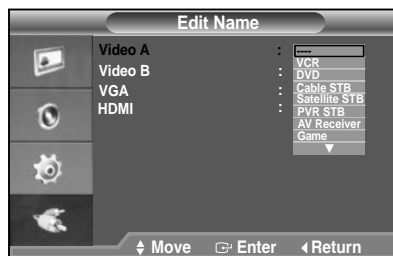 Edit Name
Video A : ----
VCR
Video B : DVD
VGA : Cable STB
Satellite STB
HDMI : PVR STB
AV Receiver
Game
▼
Move Enter Return